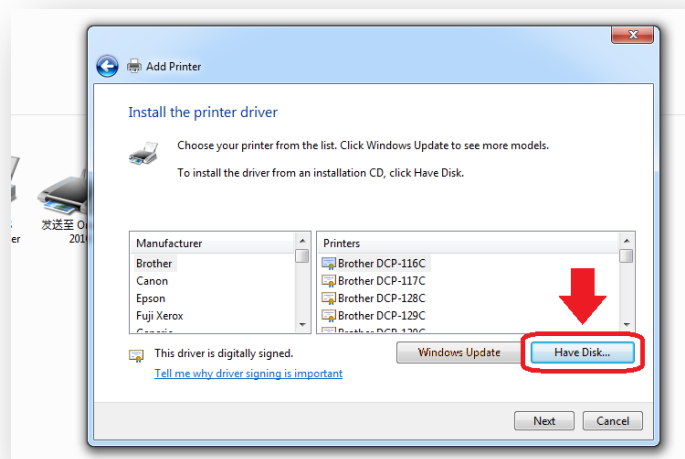 Add Printer
Install the printer driver
Choose your printer from the list. Click Windows Update to see more models.
To install the driver from an installation CD, click Have Disk.
发送至
er
201
Manufacturer
Brother
Canon
Epson
Fuji Xerox
Printers
Brother DCP-116C
Brother DCP-117C
Brother DCP-128C
Brother DCP-129C
This driver is digitally signed.
Tell me why driver signing is important
Windows Update
Have Disk...
Next
Cancel